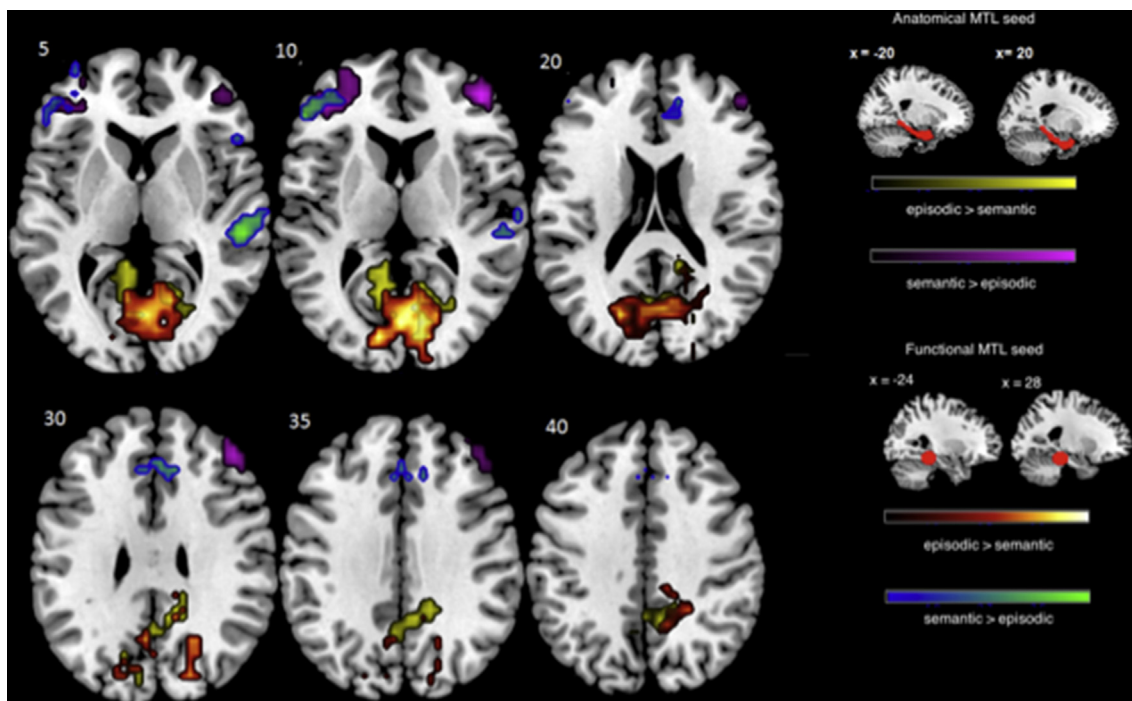 5
10
20
30
35
40
Anatomical MTL seed
x = -20
x= 20
episodic > semantic
semantic > episodic
Functional MTL seed
x = -24
x = 28
episodic > semantic
semantic > episodic